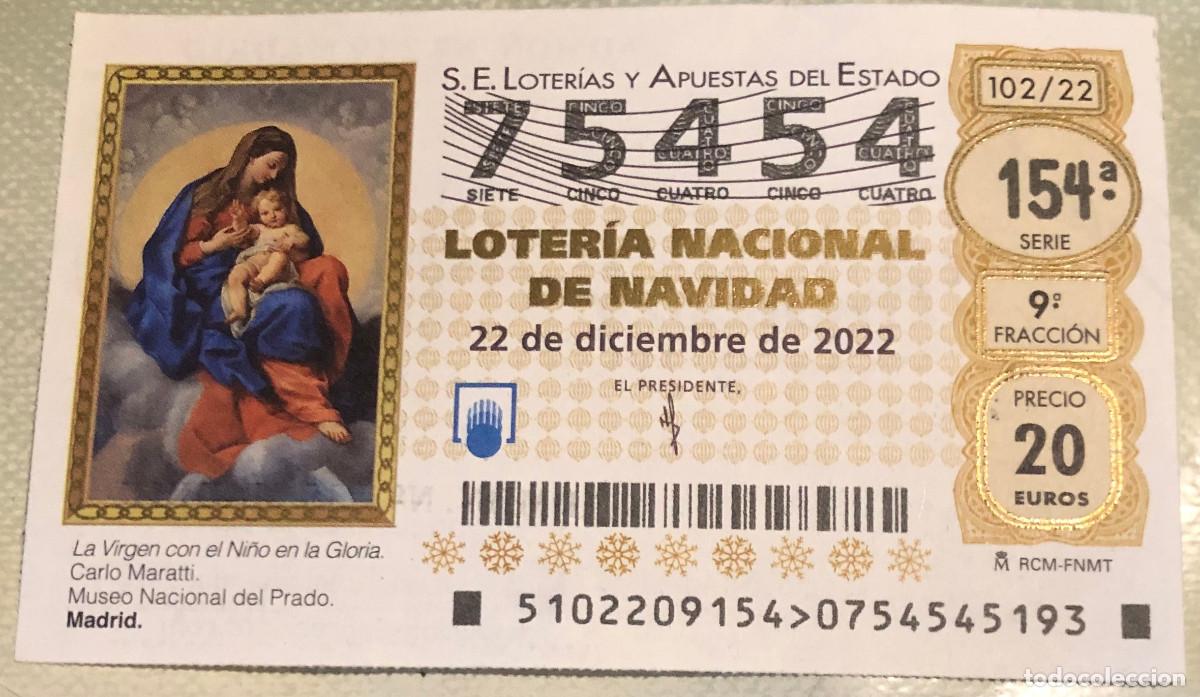 S.E. LOTERÍAS Y APUESTAS DEL ESTADO
75454
SIETE CINCO CUATRO CINCO CUATRO
SIETE CINCO CUATRO CINCO CUATRO
LOTERÍA NACIONAL
DE NAVIDAD
22 de diciembre de 2022
EL PRESIDENTE,
102/22
154ª
SERIE
9ª
FRACCIÓN
PRECIO
20
EUROS
RCM-FNMT
La Virgen con el Niño en la Gloria.
Carlo Maratti.
Museo Nacional del Prado.
Madrid.
5102209154>0754545193
todocoleccion